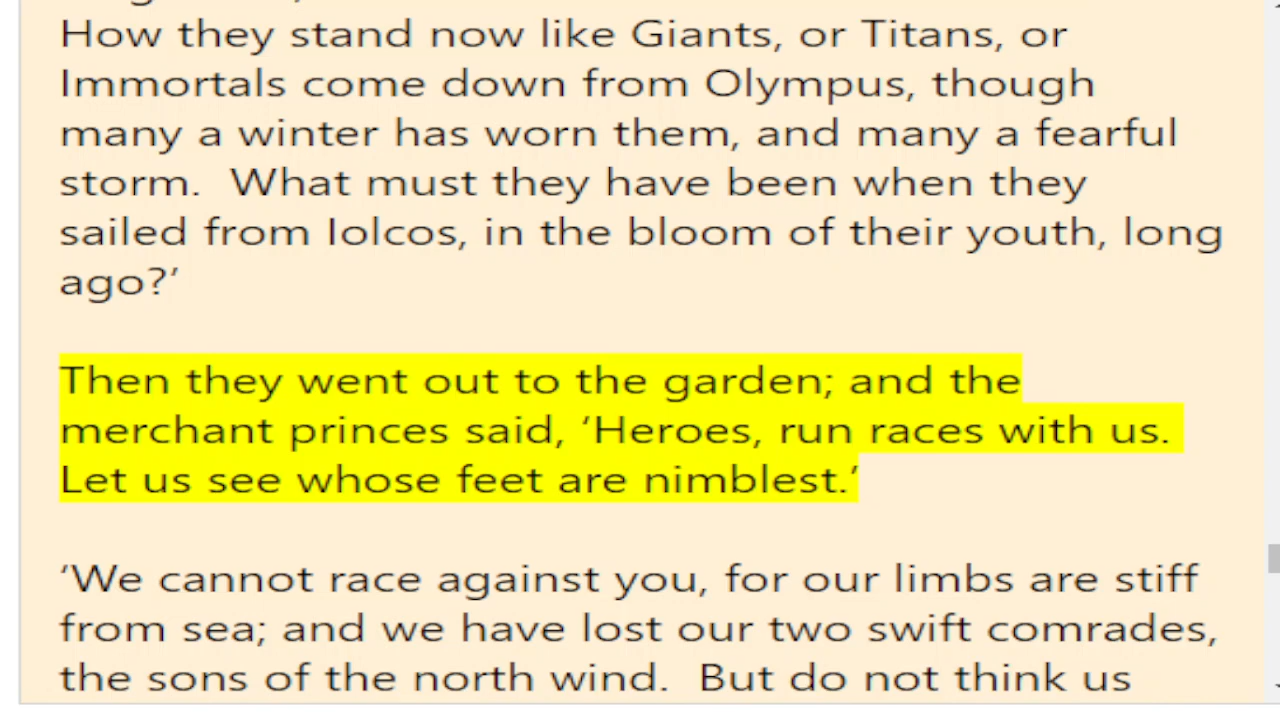 How they stand now like Giants, or Titans, or
Immortals come down from Olympus, though
many a winter has worn them, and many a fearful
storm.  What must they have been when they
sailed from Iolcos, in the bloom of their youth, long
ago?’
Then they went out to the garden; and the
merchant princes said, ‘Heroes, run races with us.
Let us see whose feet are nimblest.’
‘We cannot race against you, for our limbs are stiff
from sea; and we have lost our two swift comrades,
the sons of the north wind.  But do not think us